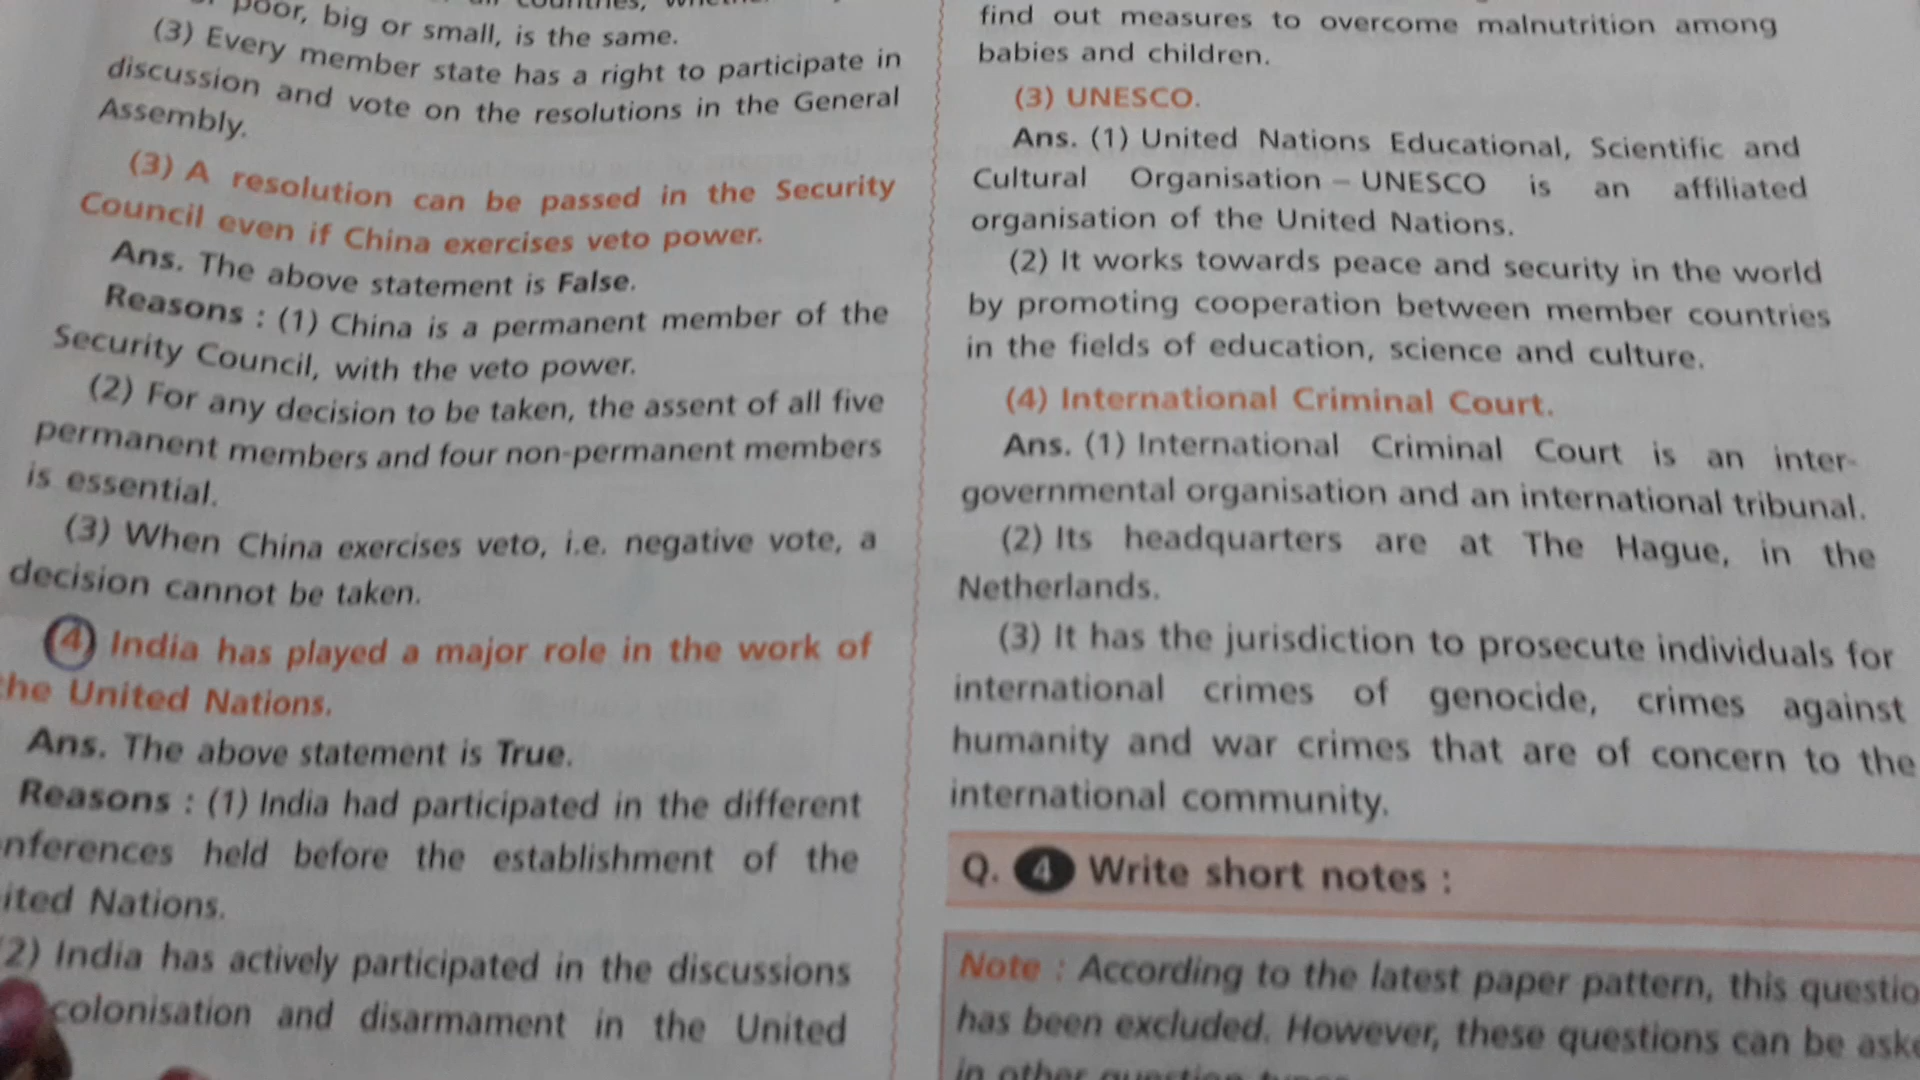 poor, big or small, is the same.
(3) Every member state has a right to participate in
discussion and vote on the resolutions in the General
Assembly.
(3) A resolution can be passed in the Security
Council even if China exercises veto power.
Ans. The above statement is False.
Reasons : (1) China is a permanent member of the
Security Council, with the veto power.
(2) For any decision to be taken, the assent of all five
permanent members and four non-permanent members
is essential.
(3) When China exercises veto, i.e. negative vote, a
decision cannot be taken.
(4) India has played a major role in the work of
the United Nations.
Ans. The above statement is True.
Reasons : (1) India had participated in the different
nferences held before the establishment of the
ited Nations.
2) India has actively participated in the discussions
colonisation and disarmament in the United
find out measures to overcome malnutrition among
babies and children.
(3) UNESCO.
Ans. (1) United Nations Educational, Scientific and
Cultural Organisation – UNESCO is an affiliated
organisation of the United Nations.
(2) It works towards peace and security in the world
by promoting cooperation between member countries
in the fields of education, science and culture.
(4) International Criminal Court.
Ans. (1) International Criminal Court is an inter-
governmental organisation and an international tribunal.
(2) Its headquarters are at The Hague, in the
Netherlands.
(3) It has the jurisdiction to prosecute individuals for
international crimes of genocide, crimes against
humanity and war crimes that are of concern to the
international community.
Q. 4 Write short notes :
Note : According to the latest paper pattern, this questio
has been excluded. However, these questions can be aske
in other question types.